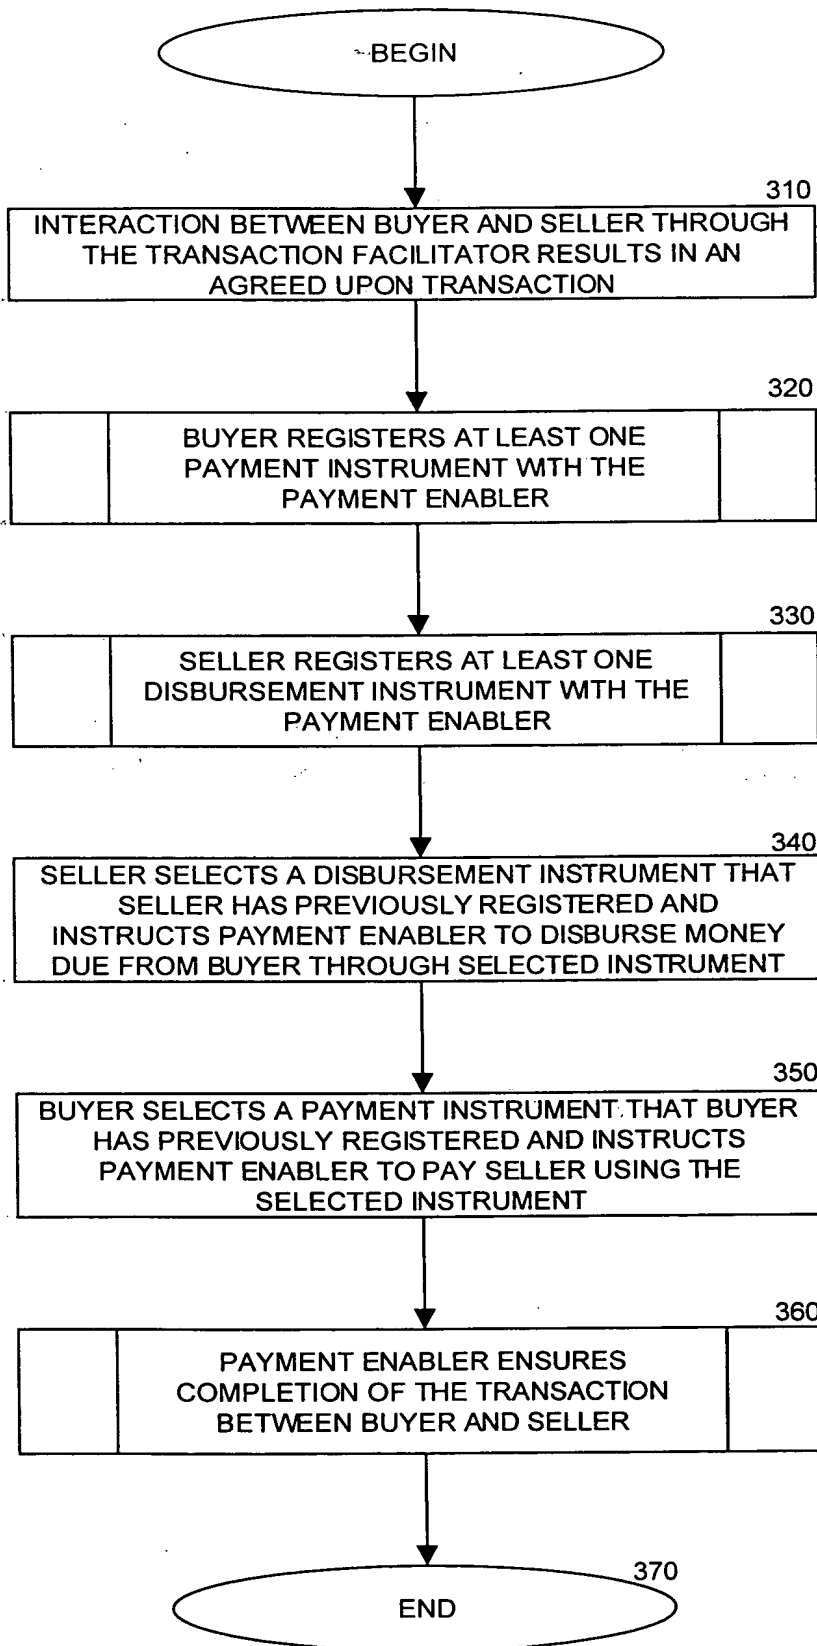 BEGIN
310
INTERACTION BETWEEN BUYER AND SELLER THROUGH
THE TRANSACTION FACILITATOR RESULTS IN AN
AGREED UPON TRANSACTION
320
BUYER REGISTERS AT LEAST ONE
PAYMENT INSTRUMENT WITH THE
PAYMENT ENABLER
330
SELLER REGISTERS AT LEAST ONE
DISBURSEMENT INSTRUMENT WITH THE
PAYMENT ENABLER
340
SELLER SELECTS A DISBURSEMENT INSTRUMENT THAT
SELLER HAS PREVIOUSLY REGISTERED AND
INSTRUCTS PAYMENT ENABLER TO DISBURSE MONEY
DUE FROM BUYER THROUGH SELECTED INSTRUMENT
350
BUYER SELECTS A PAYMENT INSTRUMENT THAT BUYER
HAS PREVIOUSLY REGISTERED AND INSTRUCTS
PAYMENT ENABLER TO PAY SELLER USING THE
SELECTED INSTRUMENT
360
PAYMENT ENABLER ENSURES
COMPLETION OF THE TRANSACTION
BETWEEN BUYER AND SELLER
370
END